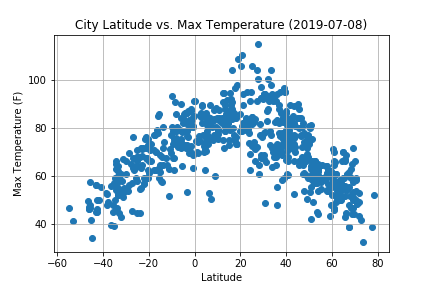 City Latitude vs. Max Temperature (2019-07-08)
Max Temperature (F)
100
80
60
40
−60 −40 −20 0 20 40 60 80
Latitude